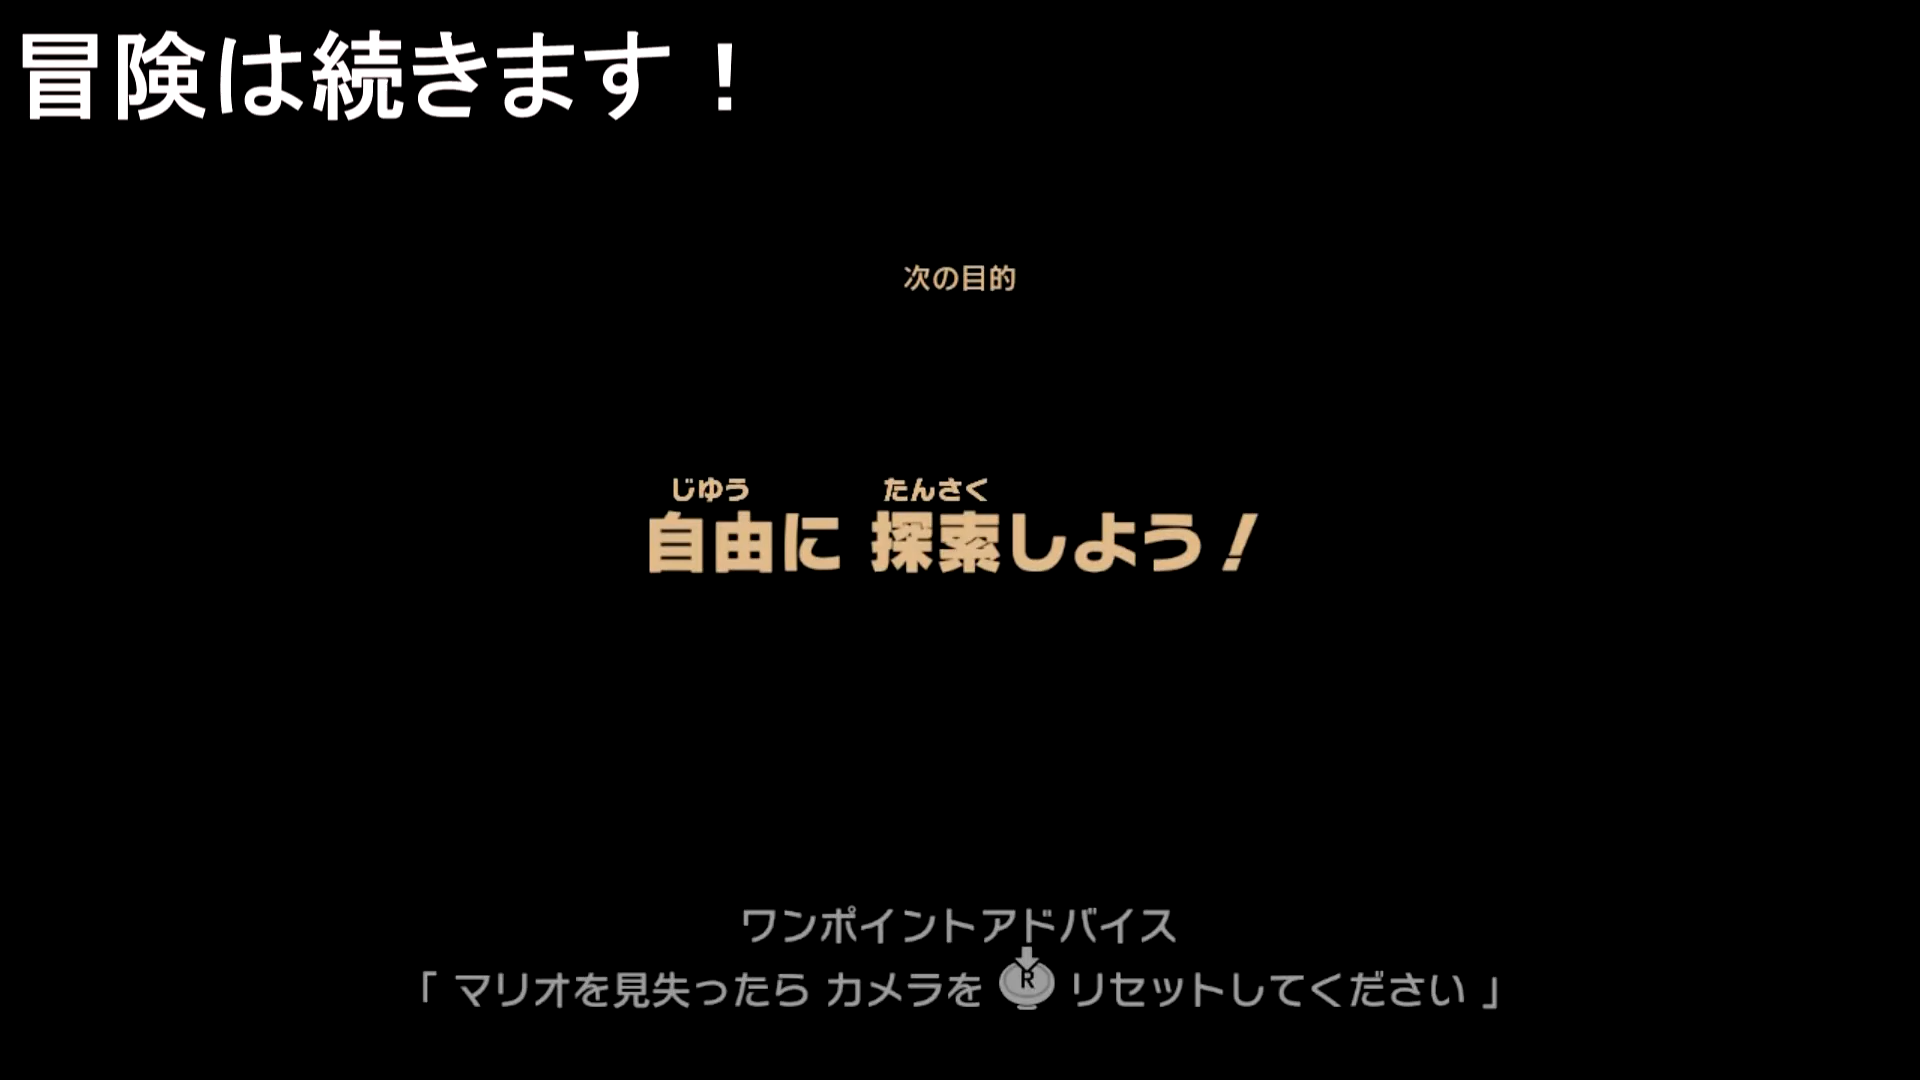 冒険は続きます！
次の目的
じゆう たんさく
自由に 探索しよう！
ワンポイントアドバイス
「 マリオを見失ったら カメラを R リセットしてください 」